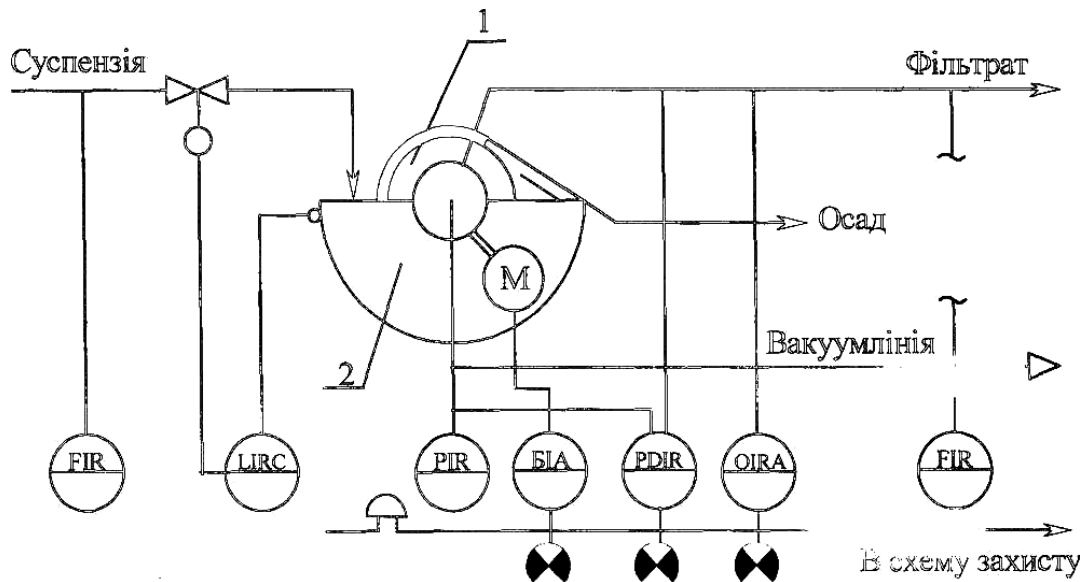 1
Суспензія
Фільтрат
Осад
М
Вакуумлінія
2
FIR
LIRC
PIR
БІА
PDIR
QIRA
FIR
В схему захисту